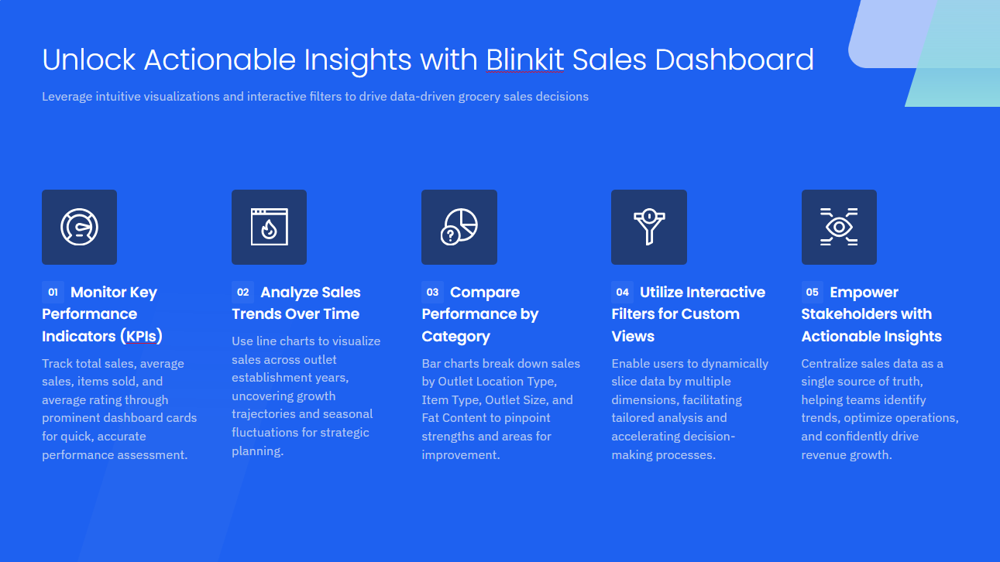 Unlock Actionable Insights with Blinkit Sales Dashboard
Leverage intuitive visualizations and interactive filters to drive data-driven grocery sales decisions
01 Monitor Key
Performance
Indicators (KPIs)
Track total sales, average
sales, items sold, and
average rating through
prominent dashboard cards
for quick, accurate
performance assessment.
02 Analyze Sales
Trends Over Time
Use line charts to visualize
sales across outlet
establishment years,
uncovering growth
trajectories and seasonal
fluctuations for strategic
planning.
03 Compare
Performance by
Category
Bar charts break down sales
by Outlet Location Type,
Item Type, Outlet Size, and
Fat Content to pinpoint
strengths and areas for
improvement.
04 Utilize Interactive
Filters for Custom
Views
Enable users to dynamically
slice data by multiple
dimensions, facilitating
tailored analysis and
accelerating decision-
making processes.
05 Empower
Stakeholders with
Actionable Insights
Centralize sales data as a
single source of truth,
helping teams identify
trends, optimize operations,
and confidently drive
revenue growth.